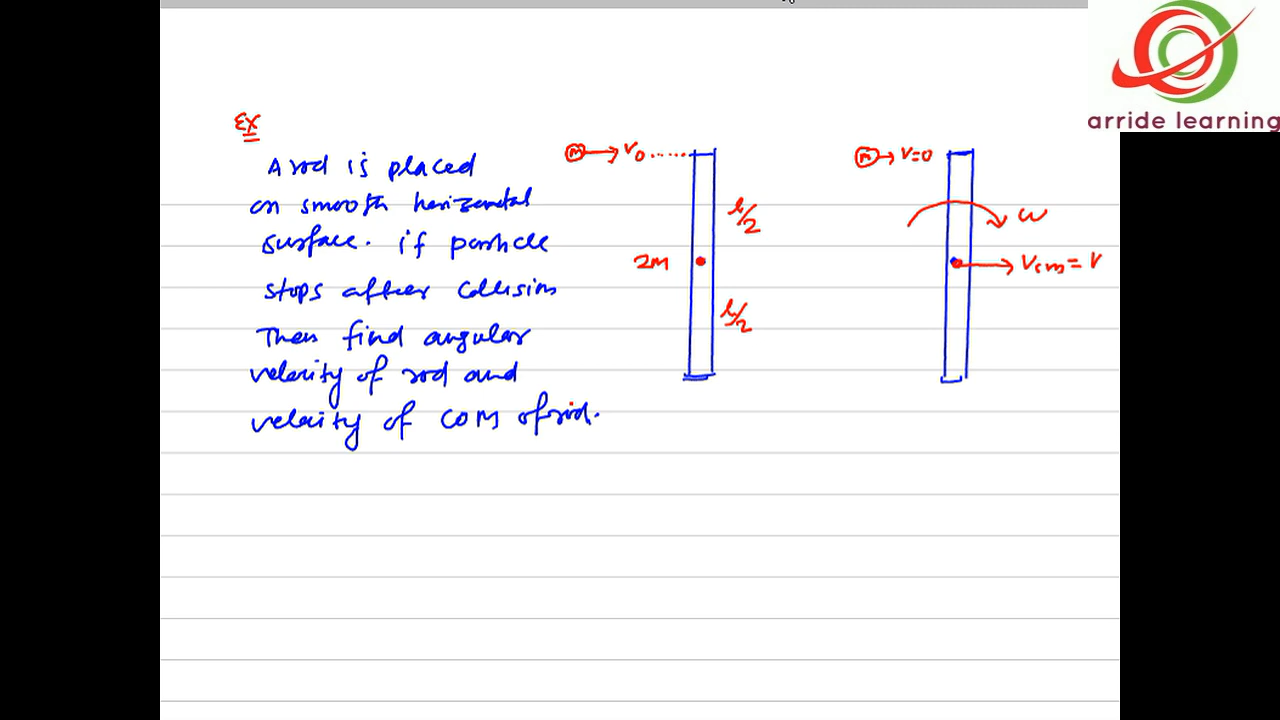 arride learning
Ex
A rod is placed
on smooth horizontal
surface. if particle
stops after collision
Then find angular
velocity of rod and
velocity of COM of rod.
m → v0 ......
l/2
2M
l/2
m → v=0
ω
Vcm = V